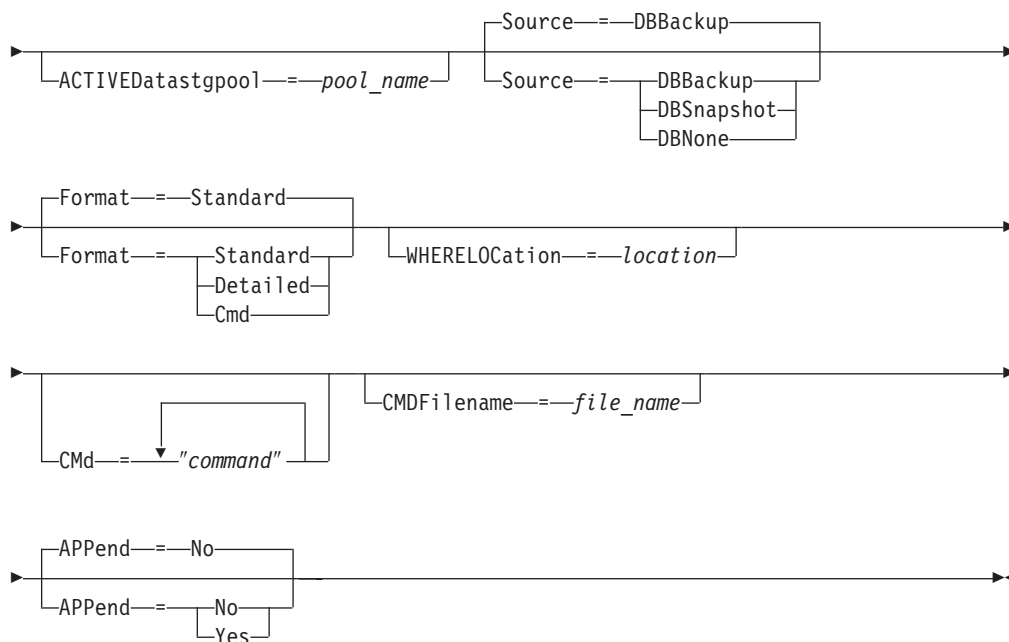 Source = DBBackup
ACTIVEDatastgpool = pool_name Source = DBBackup
DBSnapshot
DBNone
Format = Standard
Format = Standard WHERELOCation = location
Detailed
Cmd
CMd = "command" CMDFilename = file_name
APPend = No
APPend = No
Yes